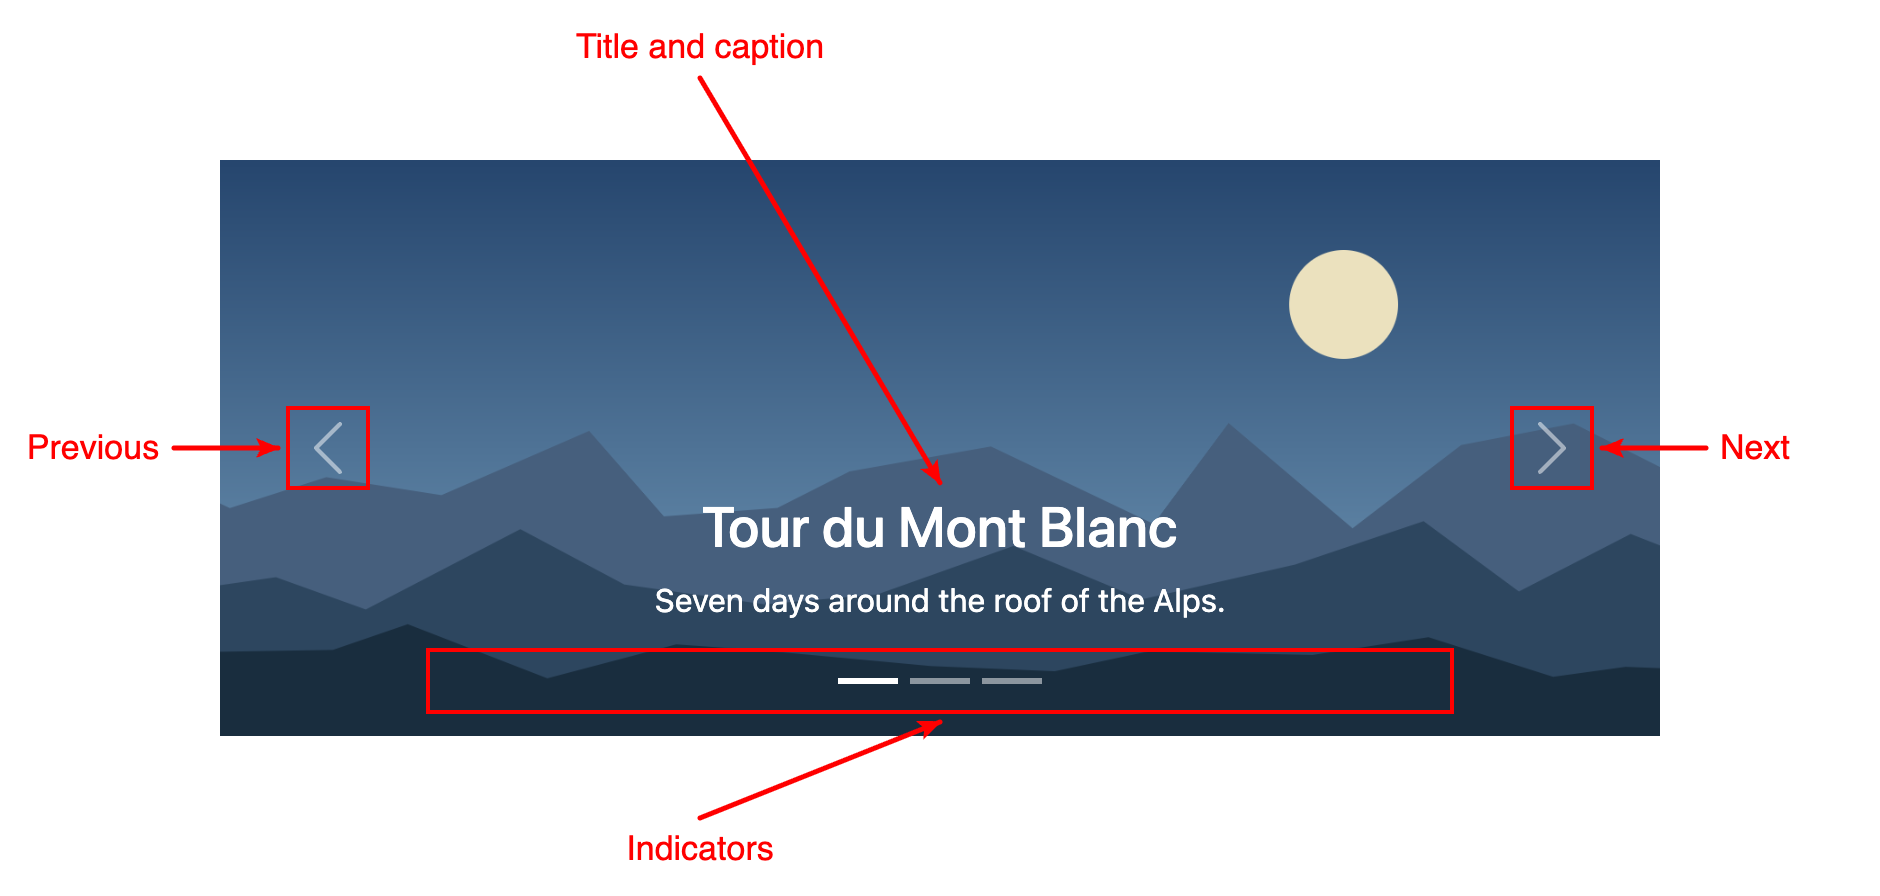 Title and caption
Previous
Next
Tour du Mont Blanc
Seven days around the roof of the Alps.
Indicators